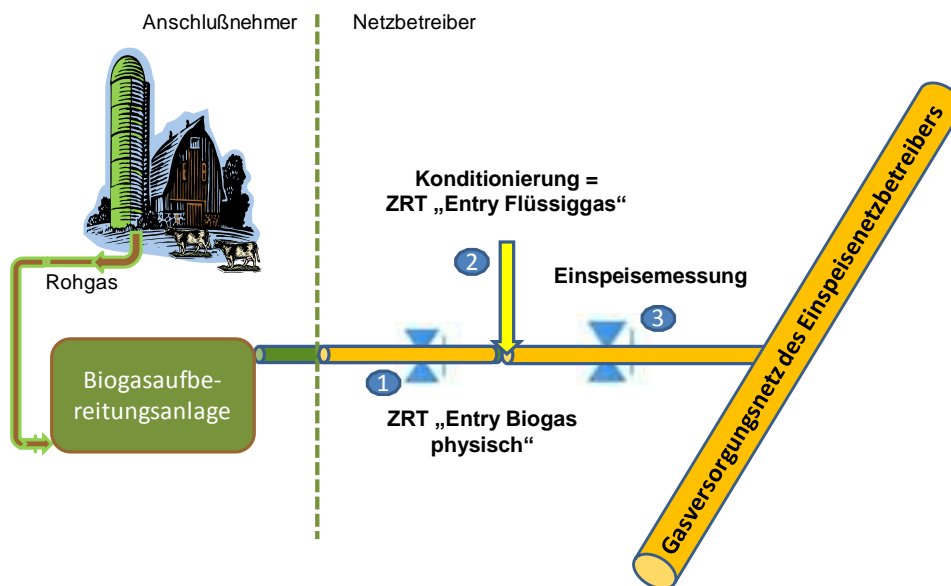 Anschlußnehmer
Netzbetreiber
Konditionierung =
ZRT „Entry Flüssiggas“
2
Rohgas
Einspeisemessung
3
Biogasaufbe-
reitungsanlage
1
ZRT „Entry Biogas
physisch“
Gasversorgungsnetz des Einspeisenetzbetreibers